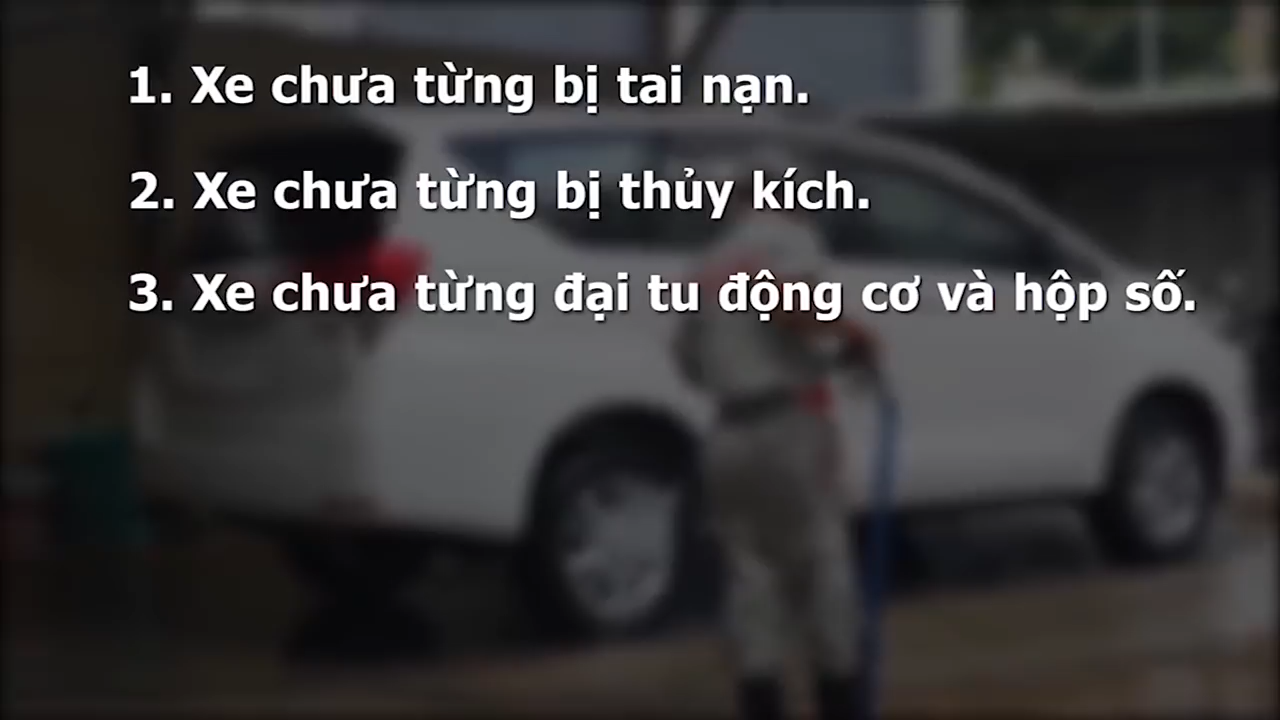 1. Xe chưa từng bị tai nạn.
2. Xe chưa từng bị thủy kích.
3. Xe chưa từng đại tu động cơ và hộp số.